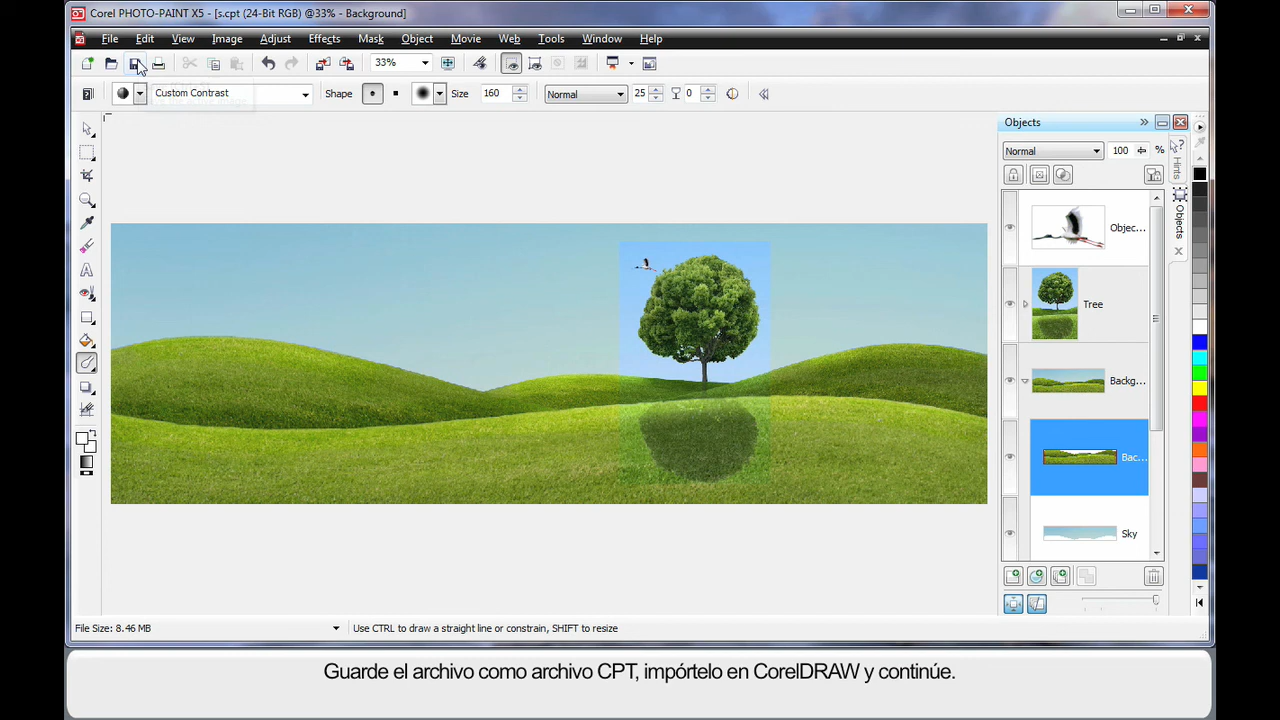 Corel PHOTO-PAINT X5 - [s.cpt (24-Bit RGB) @33% - Background]
File Edit View Image Adjust Effects Mask Object Movie Web Tools Window Help
33%
Custom Contrast Shape Size 160 Normal 25 0
Objects
Normal 100 %
Hints
Objects
Objec...
Tree
Backg...
Bac...
Sky
File Size: 8.46 MB Use CTRL to draw a straight line or constrain, SHIFT to resize
Guarde el archivo como archivo CPT, impórtelo en CorelDRAW y continúe.